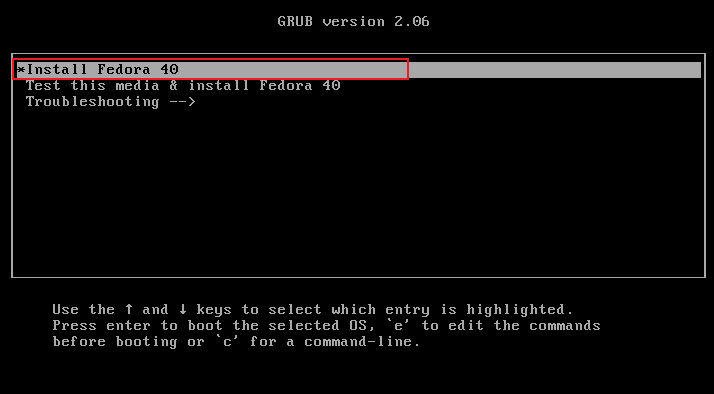 GRUB version 2.06
*Install Fedora 40
Test this media & install Fedora 40
Troubleshooting -->
Use the ↑ and ↓ keys to select which entry is highlighted.
Press enter to boot the selected OS, `e' to edit the commands
before booting or `c' for a command-line.